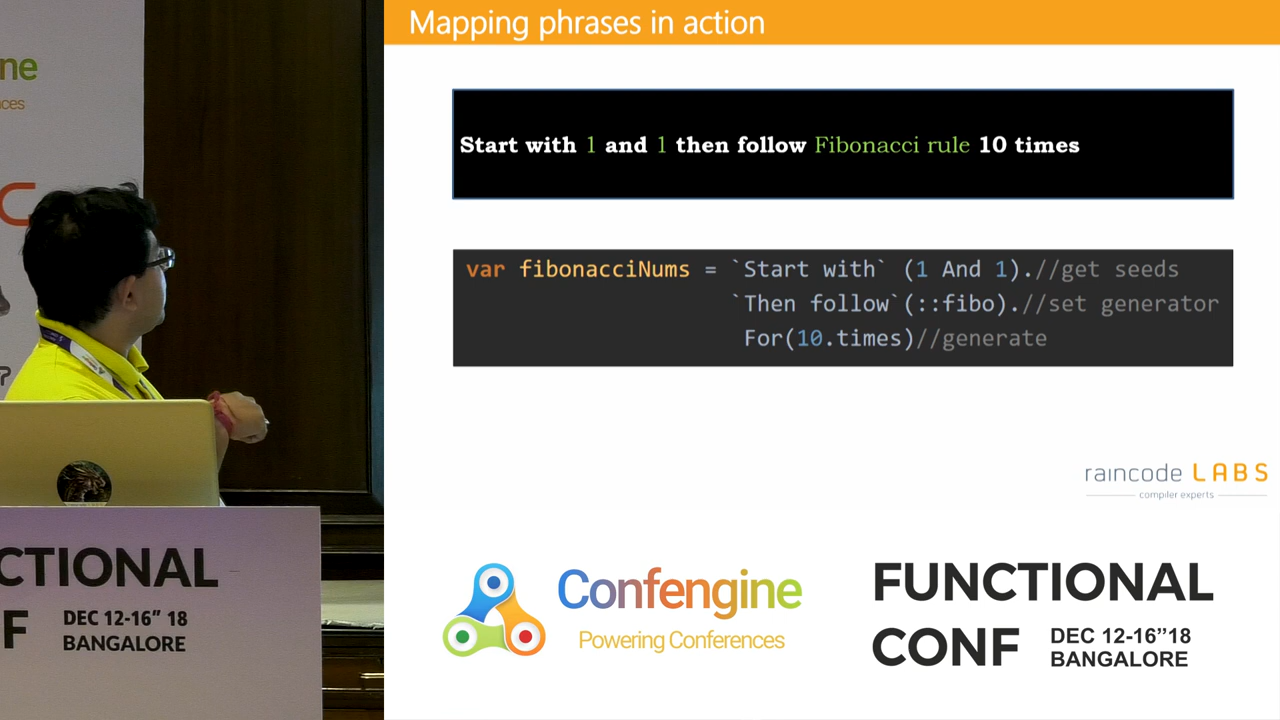 Mapping phrases in action
Start with 1 and 1 then follow Fibonacci rule 10 times
var fibonacciNums = `Start with` (1 And 1).//get seeds
`Then follow`(::fibo).//set generator
For(10.times)//generate
raincode LABS
compiler experts
Confengine
Powering Conferences
FUNCTIONAL
CONF
DEC 12-16”18
BANGALORE
ne
ces
C
CTIONAL
F
DEC 12-16” 18
BANGALORE